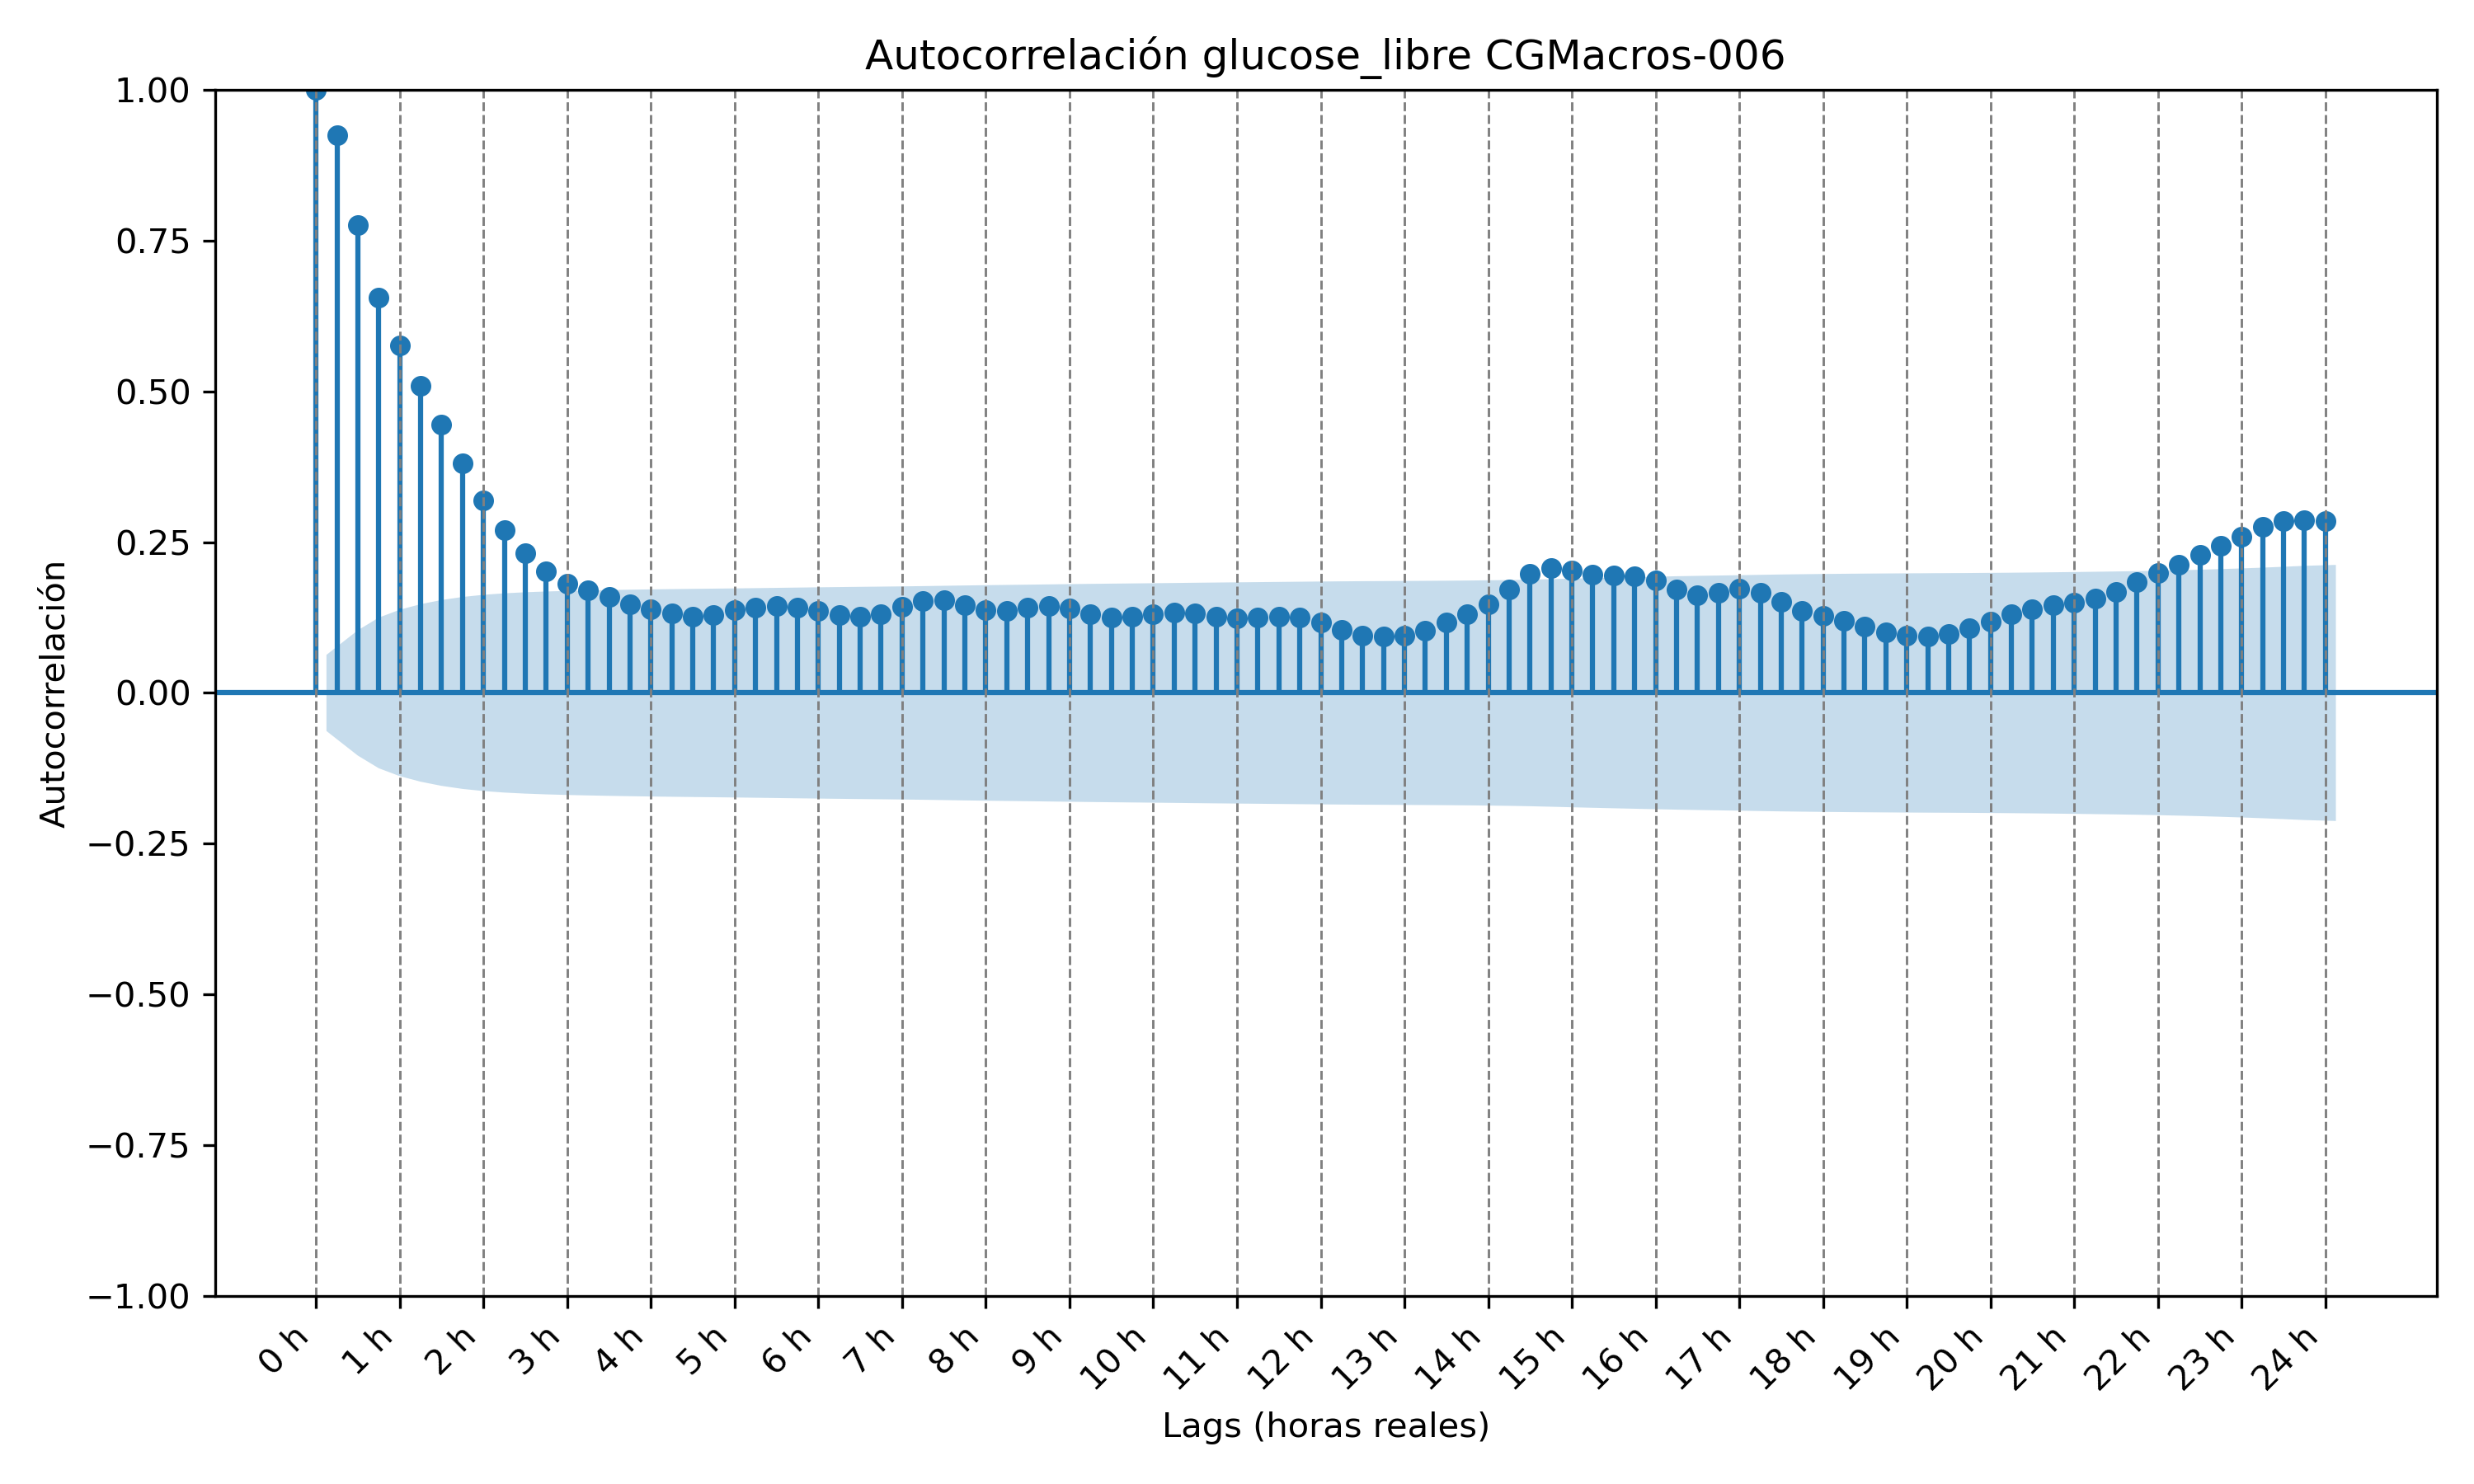 Autocorrelación glucose_libre CGMacros-006
1.00
0.75
0.50
0.25
0.00
−0.25
−0.50
−0.75
−1.00
Autocorrelación
0 h
1 h
2 h
3 h
4 h
5 h
6 h
7 h
8 h
9 h
10 h
11 h
12 h
13 h
14 h
15 h
16 h
17 h
18 h
19 h
20 h
21 h
22 h
23 h
24 h
Lags (horas reales)